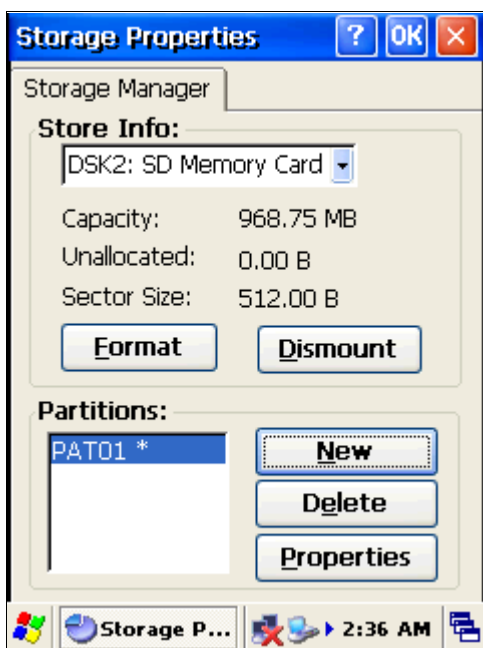 Storage Properties ? OK ×
Storage Manager
Store Info:
DSK2: SD Memory Card
Capacity: 968.75 MB
Unallocated: 0.00 B
Sector Size: 512.00 B
Format Dismount
Partitions:
PAT01 *
New
Delete
Properties
Storage P... 2:36 AM